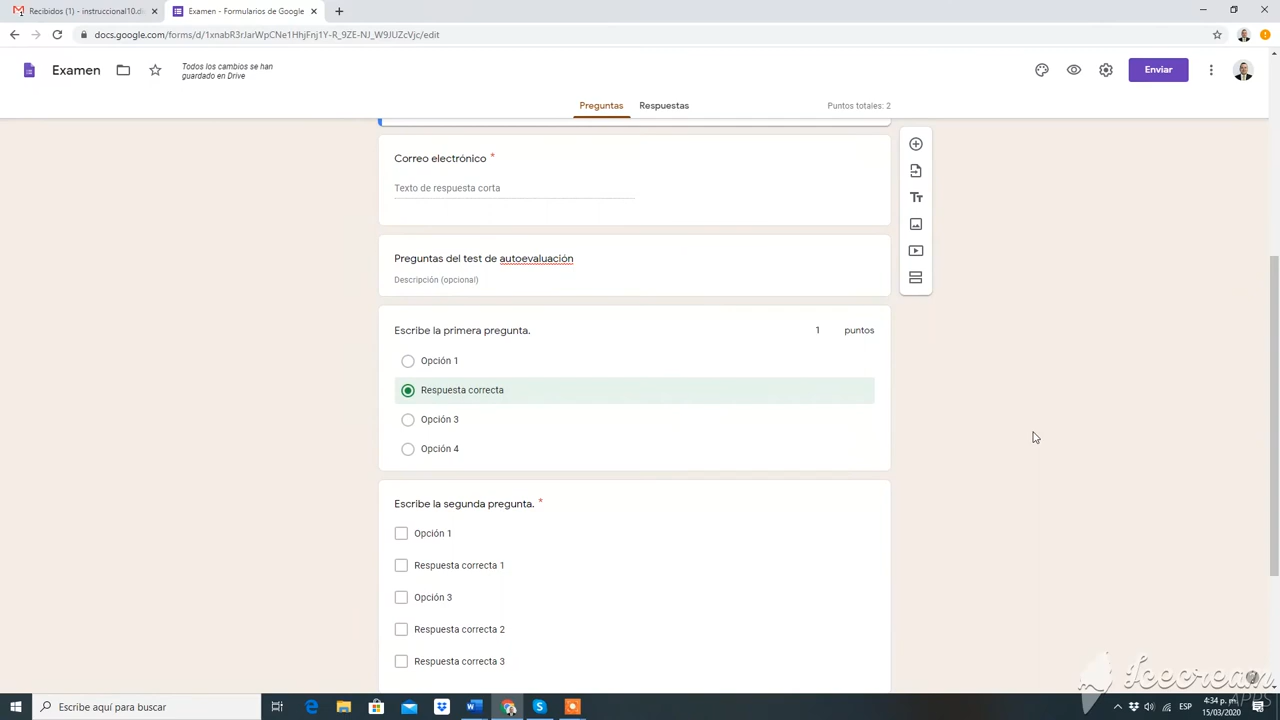 Recibidos (1) - instruccional10.di
Examen - Formularios de Google
docs.google.com/forms/d/1xnabR3rJarWpCNe1HhjFnj1Y-R_9ZE-NJ_W9JUZcVjc/edit
Examen
Todos los cambios se han
guardado en Drive
Enviar
Preguntas
Respuestas
Puntos totales: 2
Correo electrónico *
Texto de respuesta corta
Preguntas del test de autoevaluación
Descripción (opcional)
Escribe la primera pregunta.
1 puntos
Opción 1
Respuesta correcta
Opción 3
Opción 4
Escribe la segunda pregunta. *
Opción 1
Respuesta correcta 1
Opción 3
Respuesta correcta 2
Respuesta correcta 3
Icecream
APPS
Escribe aquí para buscar
ESP
4:34 p. m.
15/03/2020